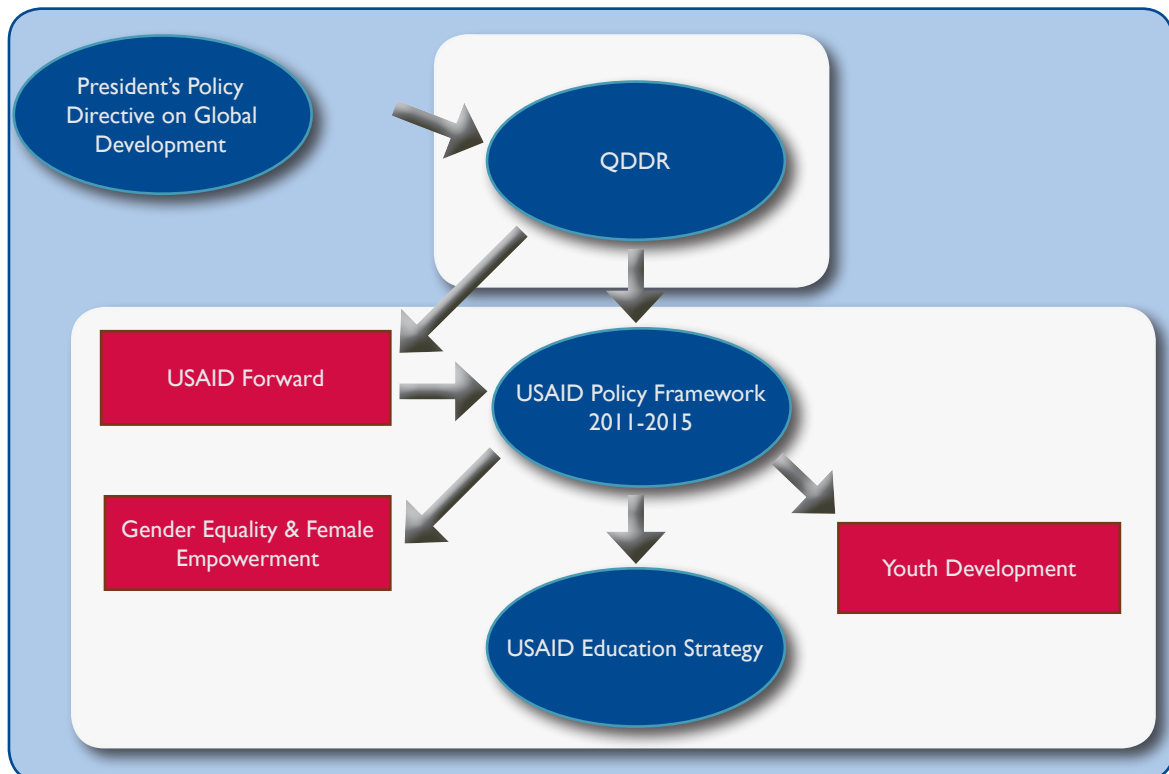 President’s Policy
Directive on Global
Development
QDDR
USAID Forward
USAID Policy Framework
2011-2015
Gender Equality & Female
Empowerment
Youth Development
USAID Education Strategy